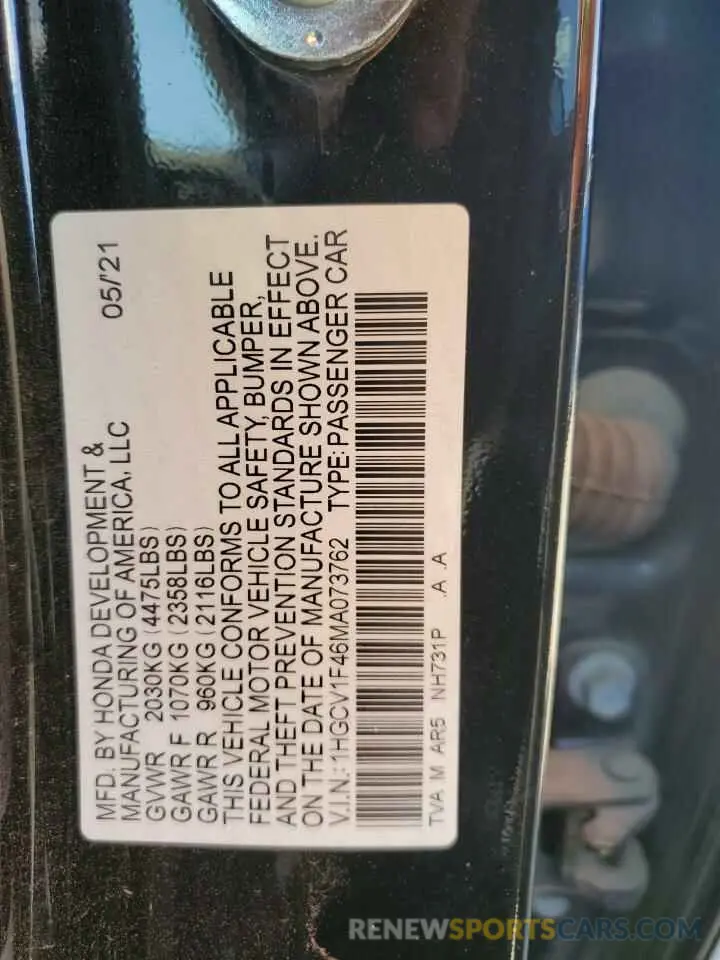 MFD. BY HONDA DEVELOPMENT & 05/'21
MANUFACTURING OF AMERICA, LLC
GVWR 2030KG (4475LBS)
GAWR F 1070KG (2358LBS)
GAWR R 960KG (2116LBS)
THIS VEHICLE CONFORMS TO ALL APPLICABLE
FEDERAL MOTOR VEHICLE SAFETY, BUMPER,
AND THEFT PREVENTION STANDARDS IN EFFECT
ON THE DATE OF MANUFACTURE SHOWN ABOVE.
V.I.N.: 1HGCV1F46MA073762 TYPE: PASSENGER CAR
TVA M AR5 NH731P .A .A
RENEWSPORTSCARS.COM